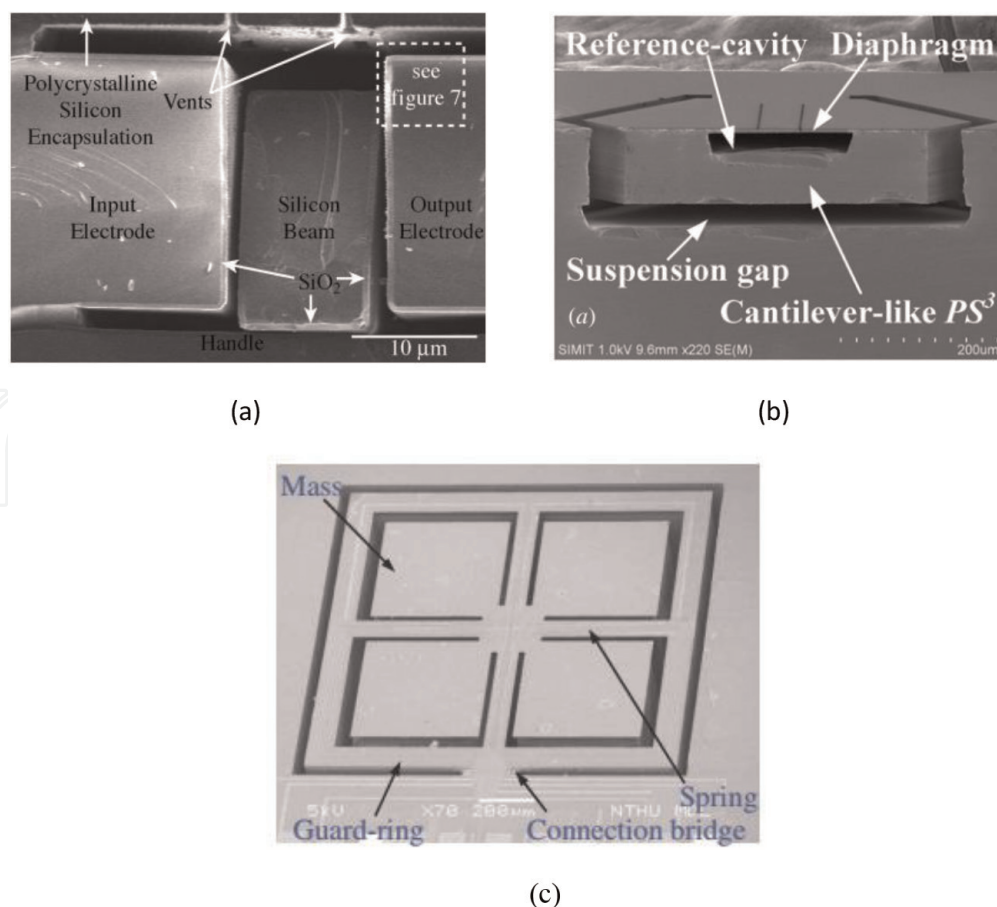 Polycrystalline
Silicon
Encapsulation
Vents
see
figure 7
Input
Electrode
Silicon
Beam
Output
Electrode
SiO₂
Handle
10 μm
(a)
Reference-cavity
Diaphragm
Suspension gap
Cantilever-like PS³
(a)
SIMIT 1.0kV 9.6mm x220 SE(M)
200um
(b)
Mass
Spring
5kV X70 200μm NTHU
Guard-ring
Connection bridge
(c)